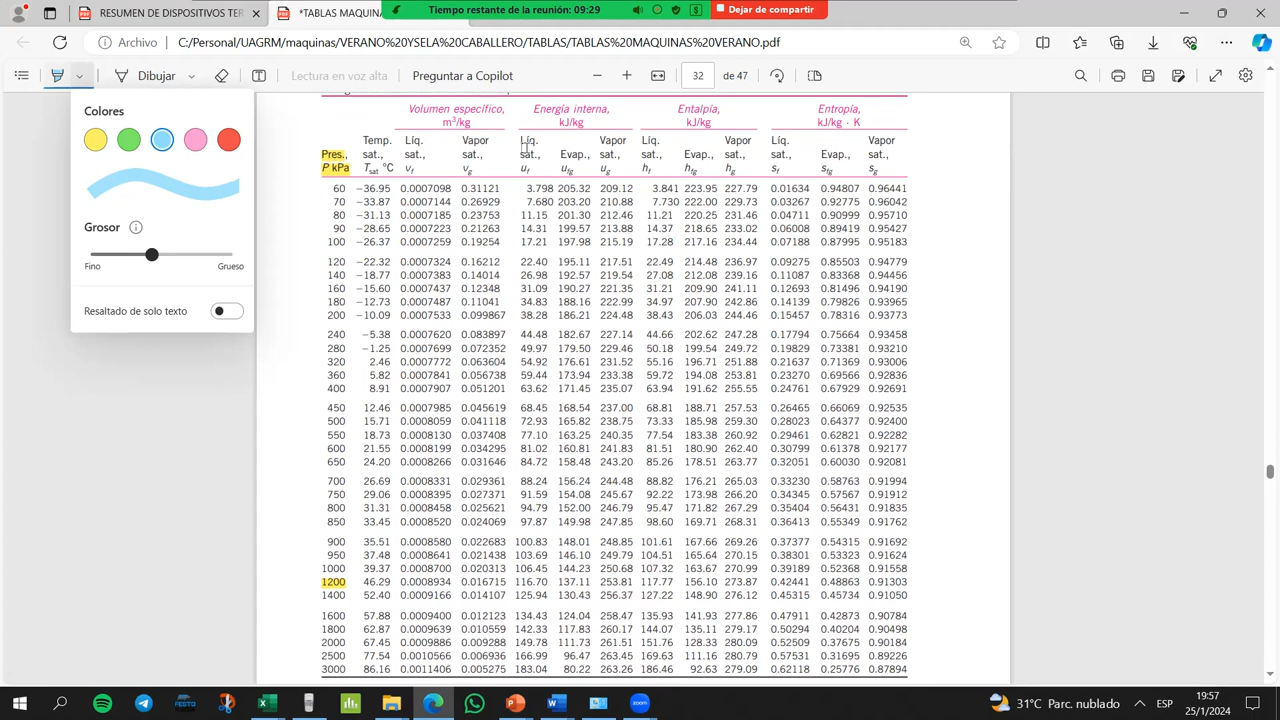 RESUMEN DE DISPOSITIVOS TER
*TABLAS MAQUINA
Tiempo restante de la reunión: 09:29
Dejar de compartir
Archivo
C:/Personal/UAGRM/maquinas/VERANO%20YSELA%20CABALLERO/TABLAS/TABLAS%20MAQUINAS%20VERANO.pdf
Dibujar
Lectura en voz alta
Preguntar a Copilot
32
de 47
Colores
Grosor
Fino
Grueso
Resaltado de solo texto
Volumen específico, Energía interna, Entalpía, Entropía,
m³/kg kJ/kg kJ/kg kJ/kg · K
Temp. Líq. Vapor Líq. Vapor Líq. Vapor Líq. Vapor
Pres., sat., sat., sat., sat., Evap., sat., sat., Evap., sat., sat., Evap., sat.,
P kPa Tsat °C vf vg uf ufg ug hf hfg hg sf sfg sg
60 −36.95 0.0007098 0.31121 3.798 205.32 209.12 3.841 223.95 227.79 0.01634 0.94807 0.96441
70 −33.87 0.0007144 0.26929 7.680 203.20 210.88 7.730 222.00 229.73 0.03267 0.92775 0.96042
80 −31.13 0.0007185 0.23753 11.15 201.30 212.46 11.21 220.25 231.46 0.04711 0.90999 0.95710
90 −28.65 0.0007223 0.21263 14.31 199.57 213.88 14.37 218.65 233.02 0.06008 0.89419 0.95427
100 −26.37 0.0007259 0.19254 17.21 197.98 215.19 17.28 217.16 234.44 0.07188 0.87995 0.95183
120 −22.32 0.0007324 0.16212 22.40 195.11 217.51 22.49 214.48 236.97 0.09275 0.85503 0.94779
140 −18.77 0.0007383 0.14014 26.98 192.57 219.54 27.08 212.08 239.16 0.11087 0.83368 0.94456
160 −15.60 0.0007437 0.12348 31.09 190.27 221.35 31.21 209.90 241.11 0.12693 0.81496 0.94190
180 −12.73 0.0007487 0.11041 34.83 188.16 222.99 34.97 207.90 242.86 0.14139 0.79826 0.93965
200 −10.09 0.0007533 0.099867 38.28 186.21 224.48 38.43 206.03 244.46 0.15457 0.78316 0.93773
240 −5.38 0.0007620 0.083897 44.48 182.67 227.14 44.66 202.62 247.28 0.17794 0.75664 0.93458
280 −1.25 0.0007699 0.072352 49.97 179.50 229.46 50.18 199.54 249.72 0.19829 0.73381 0.93210
320 2.46 0.0007772 0.063604 54.92 176.61 231.52 55.16 196.71 251.88 0.21637 0.71369 0.93006
360 5.82 0.0007841 0.056738 59.44 173.94 233.38 59.72 194.08 253.81 0.23270 0.69566 0.92836
400 8.91 0.0007907 0.051201 63.62 171.45 235.07 63.94 191.62 255.55 0.24761 0.67929 0.92691
450 12.46 0.0007985 0.045619 68.45 168.54 237.00 68.81 188.71 257.53 0.26465 0.66069 0.92535
500 15.71 0.0008059 0.041118 72.93 165.82 238.75 73.33 185.98 259.30 0.28023 0.64377 0.92400
550 18.73 0.0008130 0.037408 77.10 163.25 240.35 77.54 183.38 260.92 0.29461 0.62821 0.92282
600 21.55 0.0008199 0.034295 81.02 160.81 241.83 81.51 180.90 262.40 0.30799 0.61378 0.92177
650 24.20 0.0008266 0.031646 84.72 158.48 243.20 85.26 178.51 263.77 0.32051 0.60030 0.92081
700 26.69 0.0008331 0.029361 88.24 156.24 244.48 88.82 176.21 265.03 0.33230 0.58763 0.91994
750 29.06 0.0008395 0.027371 91.59 154.08 245.67 92.22 173.98 266.20 0.34345 0.57567 0.91912
800 31.31 0.0008458 0.025621 94.79 152.00 246.79 95.47 171.82 267.29 0.35404 0.56431 0.91835
850 33.45 0.0008520 0.024069 97.87 149.98 247.85 98.60 169.71 268.31 0.36413 0.55349 0.91762
900 35.51 0.0008580 0.022683 100.83 148.01 248.85 101.61 167.66 269.26 0.37377 0.54315 0.91692
950 37.48 0.0008641 0.021438 103.69 146.10 249.79 104.51 165.64 270.15 0.38301 0.53323 0.91624
1000 39.37 0.0008700 0.020313 106.45 144.23 250.68 107.32 163.67 270.99 0.39189 0.52368 0.91558
1200 46.29 0.0008934 0.016715 116.70 137.11 253.81 117.77 156.10 273.87 0.42441 0.48863 0.91303
1400 52.40 0.0009166 0.014107 125.94 130.43 256.37 127.22 148.90 276.12 0.45315 0.45734 0.91050
1600 57.88 0.0009400 0.012123 134.43 124.04 258.47 135.93 141.93 277.86 0.47911 0.42873 0.90784
1800 62.87 0.0009639 0.010559 142.33 117.83 260.17 144.07 135.11 279.17 0.50294 0.40204 0.90498
2000 67.45 0.0009886 0.009288 149.78 111.73 261.51 151.76 128.33 280.09 0.52509 0.37675 0.90184
2500 77.54 0.0010566 0.006936 166.99 96.47 263.45 169.63 111.16 280.79 0.57531 0.31695 0.89226
3000 86.16 0.0011406 0.005275 183.04 80.22 263.26 186.46 92.63 279.09 0.62118 0.25776 0.87894
31°C Parc. nublado
ESP
19:57
25/1/2024